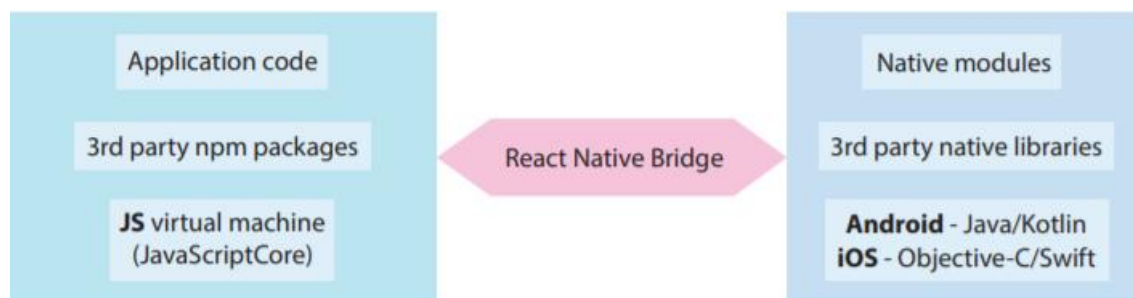 Application code
3rd party npm packages
JS virtual machine
(JavaScriptCore)
React Native Bridge
Native modules
3rd party native libraries
Android - Java/Kotlin
iOS - Objective-C/Swift